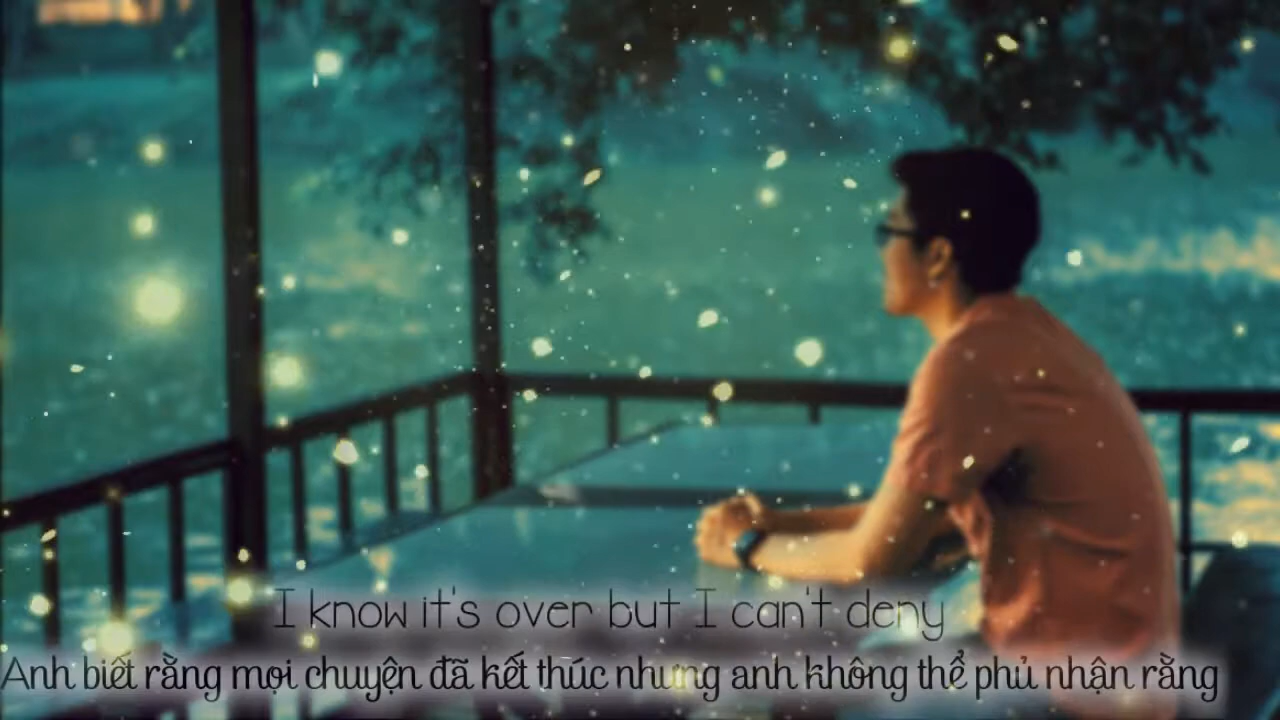 I know it's over but I can't deny
Anh biết rằng mọi chuyện đã kết thúc nhưng anh không thể phủ nhận rằng